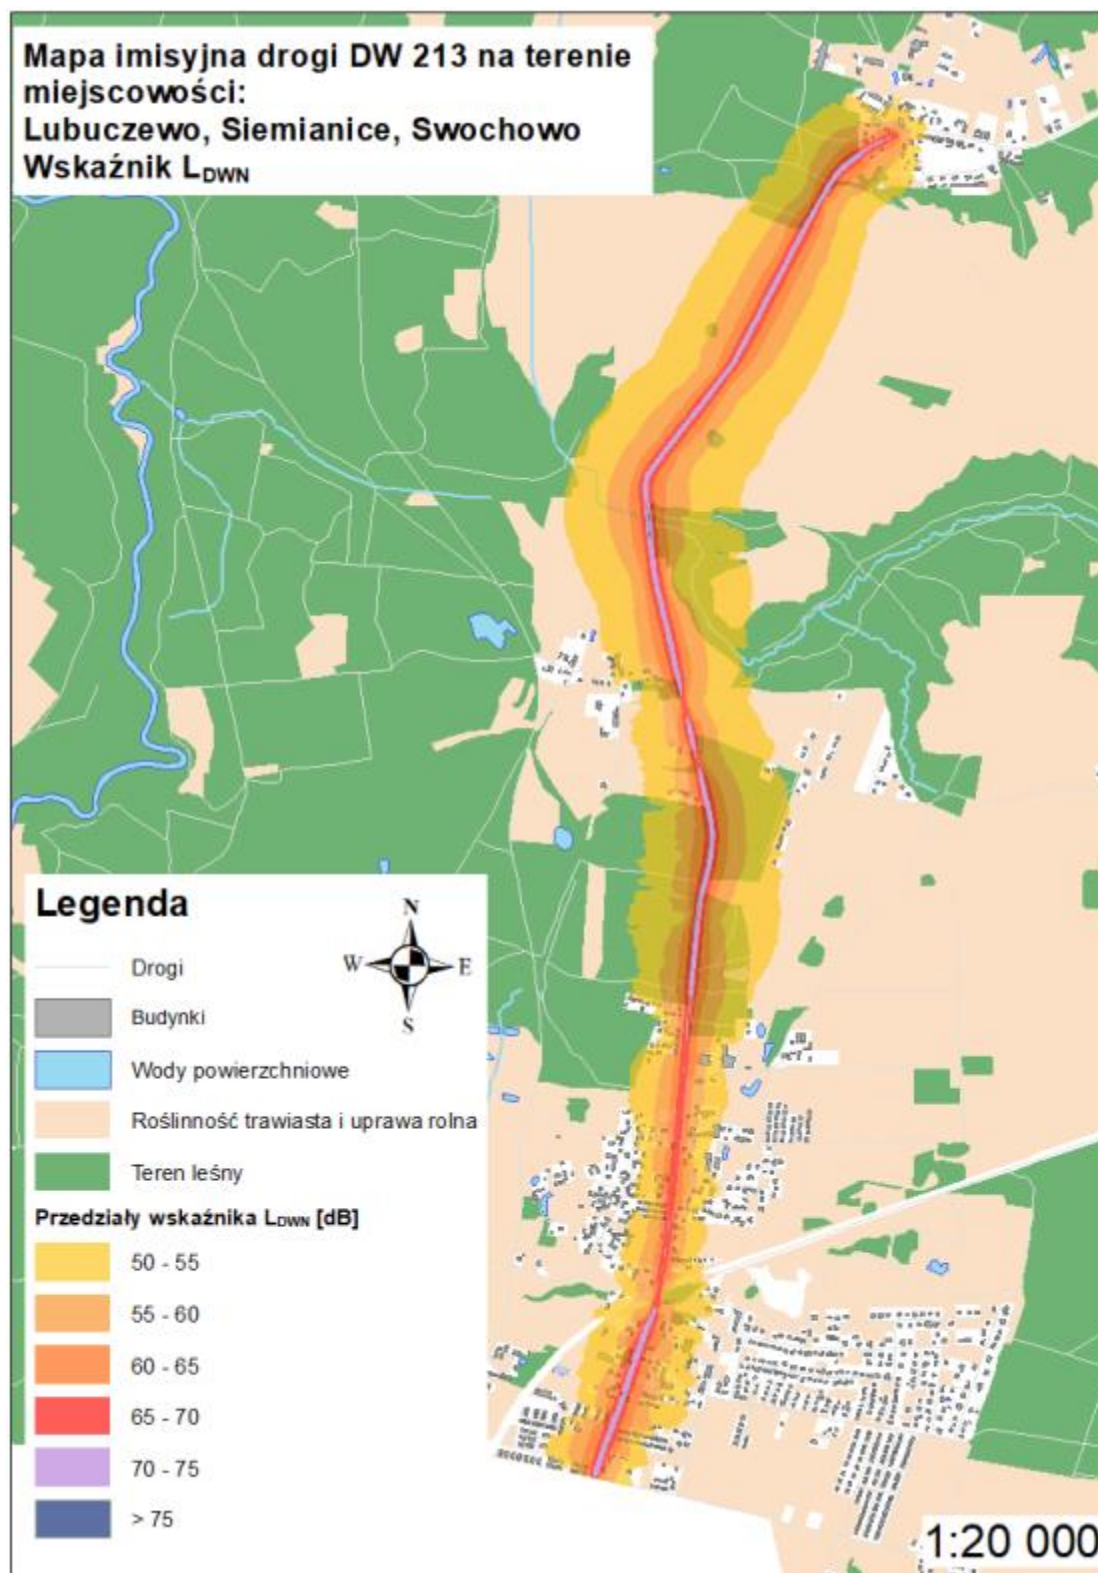 Mapa imisyjna drogi DW 213 na terenie
miejscowości:
Lubuczewo, Siemianice, Swochowo
Wskaźnik LDWN
Legenda
N
W E
S
Drogi
Budynki
Wody powierzchniowe
Roślinność trawiasta i uprawa rolna
Teren leśny
Przedziały wskaźnika LDWN [dB]
50 - 55
55 - 60
60 - 65
65 - 70
70 - 75
> 75
1:20 000